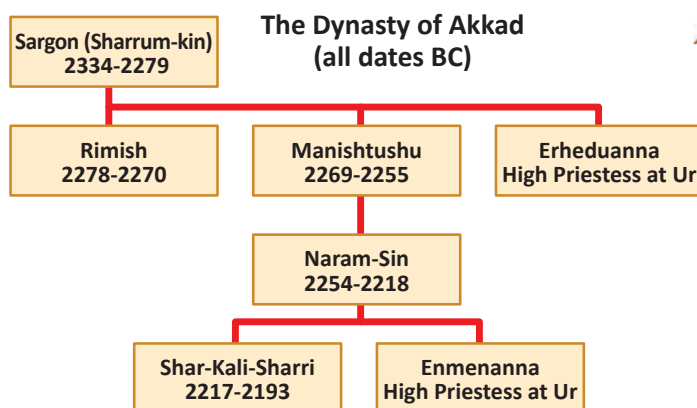 The Dynasty of Akkad
(all dates BC)
Sargon (Sharrum-kin)
2334-2279
Rimish
2278-2270
Manishtushu
2269-2255
Erheduanna
High Priestess at Ur
Naram-Sin
2254-2218
Shar-Kali-Sharri
2217-2193
Enmenanna
High Priestess at Ur